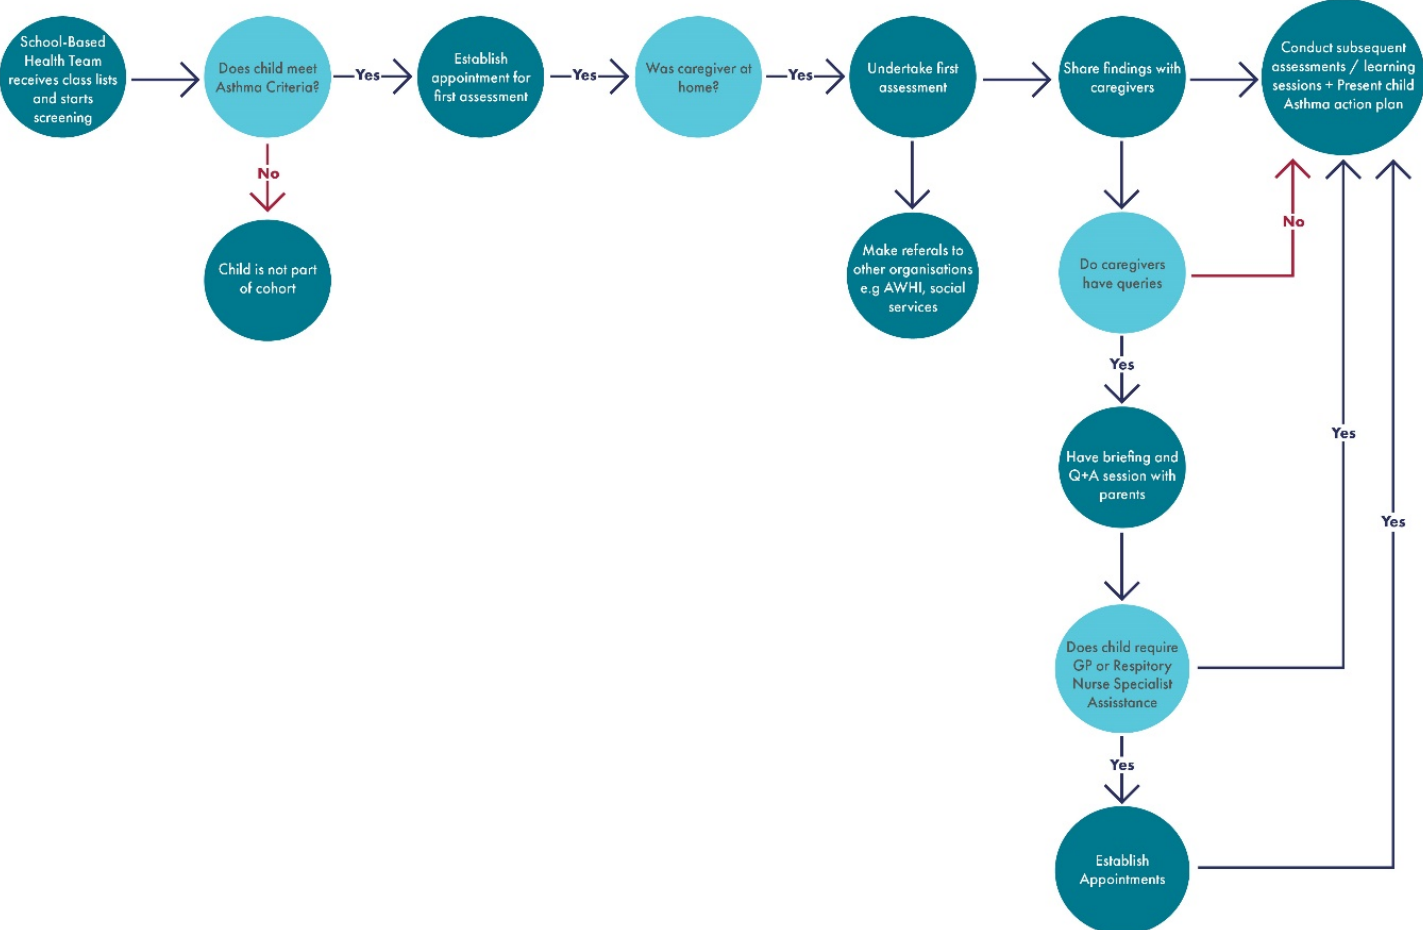 School-Based
Health Team
receives class lists
and starts
screening
Does child meet
Asthma Criteria?
Yes
Establish
appointment for
first assessment
Yes
Was caregiver at
home?
Yes
Undertake first
assessment
Share findings with
caregivers
Conduct subsequent
assessments / learning
sessions + Present child
Asthma action plan
No
Child is not part
of cohort
Make referals to
other organisations
e.g AWHI, social
services
Do caregivers
have queries
No
Yes
Have briefing and
Q+A session with
parents
Yes
Yes
Does child require
GP or Respitory
Nurse Specialist
Assisstance
Yes
Establish
Appointments